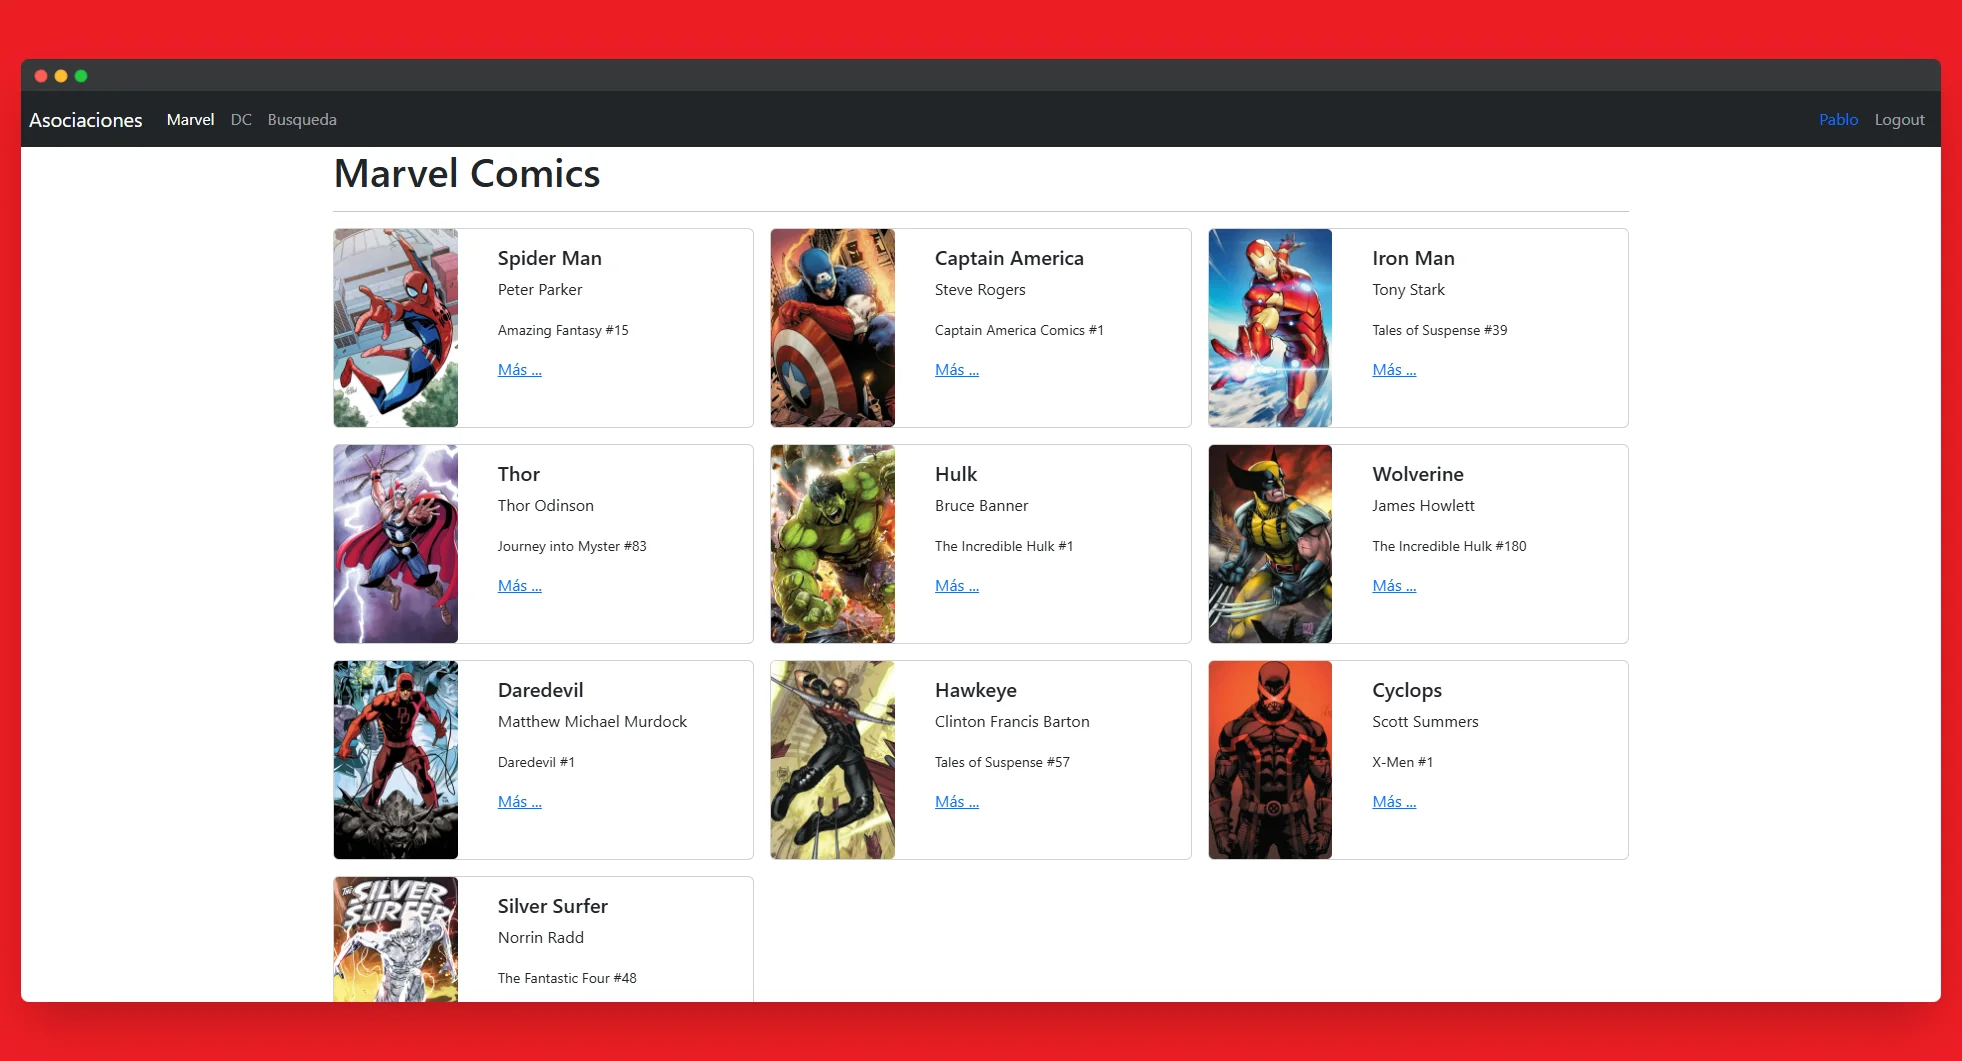 Asociaciones Marvel DC Busqueda Pablo Logout
Marvel Comics
Spider Man
Peter Parker
Amazing Fantasy #15
Más ...
Captain America
Steve Rogers
Captain America Comics #1
Más ...
Iron Man
Tony Stark
Tales of Suspense #39
Más ...
Thor
Thor Odinson
Journey into Myster #83
Más ...
Hulk
Bruce Banner
The Incredible Hulk #1
Más ...
Wolverine
James Howlett
The Incredible Hulk #180
Más ...
Daredevil
Matthew Michael Murdock
Daredevil #1
Más ...
Hawkeye
Clinton Francis Barton
Tales of Suspense #57
Más ...
Cyclops
Scott Summers
X-Men #1
Más ...
THE SILVER
SURFER
Silver Surfer
Norrin Radd
The Fantastic Four #48